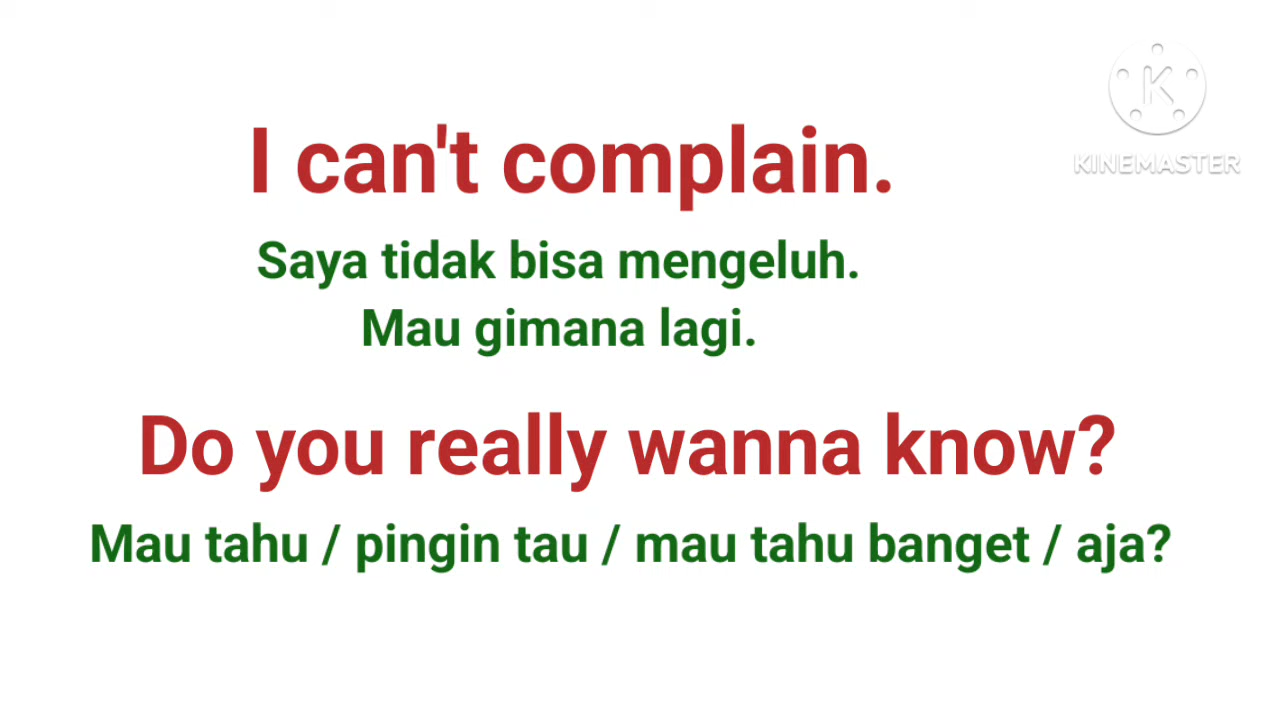 KINEMASTER
I can't complain.
Saya tidak bisa mengeluh.
Mau gimana lagi.
Do you really wanna know?
Mau tahu / pingin tau / mau tahu banget / aja?